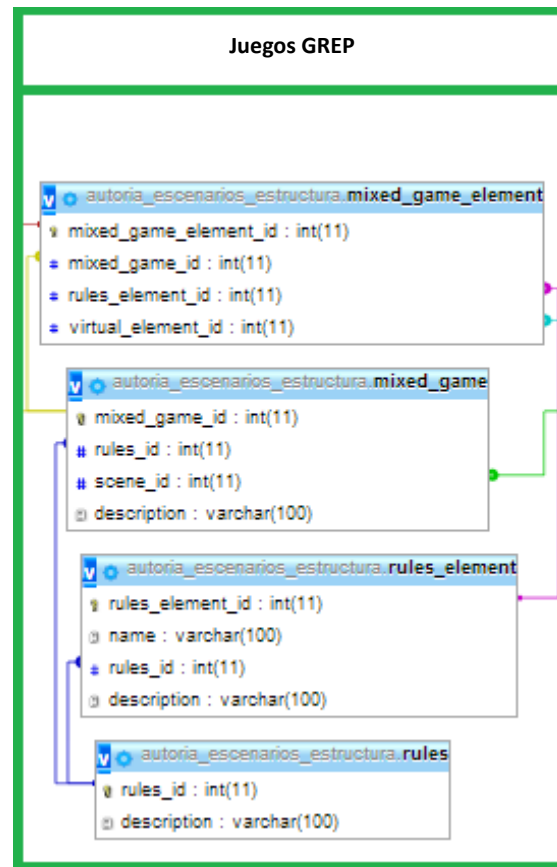 Juegos GREP
autoria_escenarios_estructura.mixed_game_element
mixed_game_element_id : int(11)
# mixed_game_id : int(11)
# rules_element_id : int(11)
# virtual_element_id : int(11)
autoria_escenarios_estructura.mixed_game
mixed_game_id : int(11)
# rules_id : int(11)
# scene_id : int(11)
description : varchar(100)
autoria_escenarios_estructura.rules_element
rules_element_id : int(11)
name : varchar(100)
# rules_id : int(11)
description : varchar(100)
autoria_escenarios_estructura.rules
rules_id : int(11)
description : varchar(100)